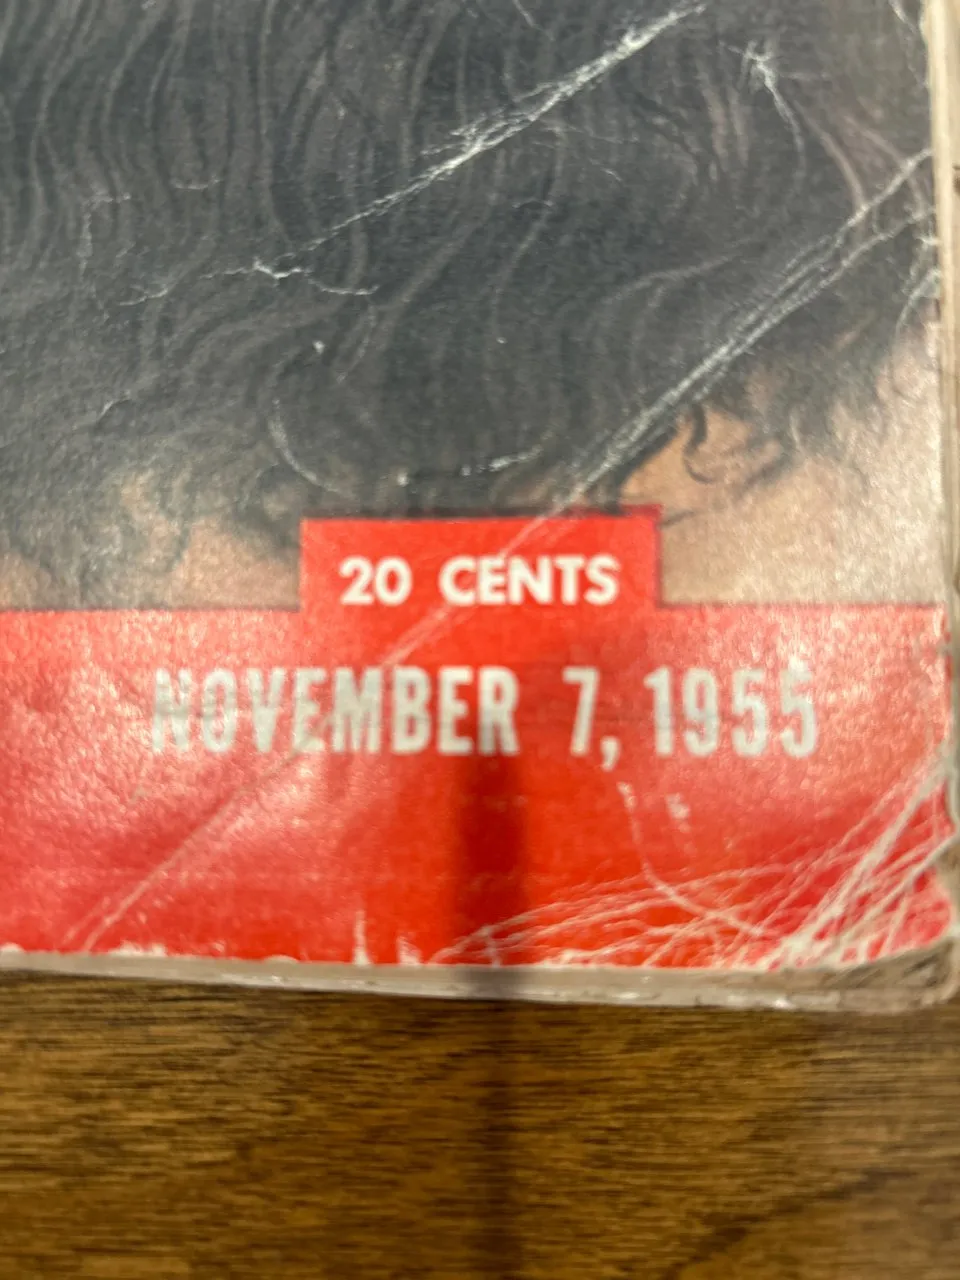 20 CENTS
NOVEMBER 7, 1955